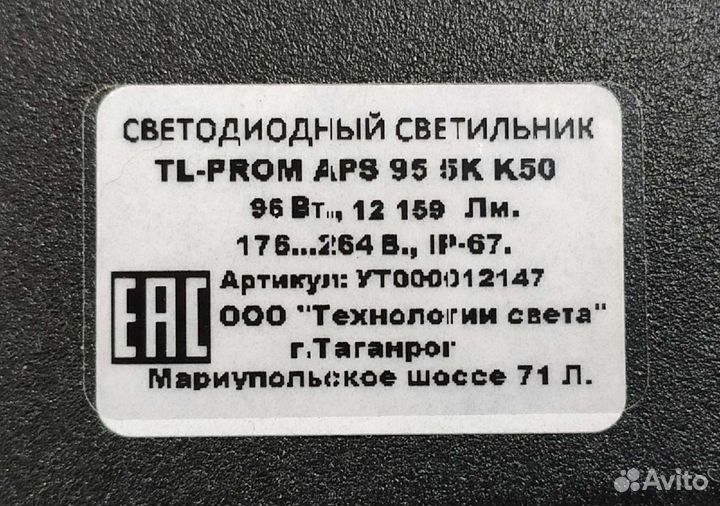 СВЕТОДИОДНЫЙ СВЕТИЛЬНИК
TL-PROM APS 95 5K K50
96 Вт., 12 159 Лм.
176...264 В., IP-67.
Артикул: УТ000012147
EAC
ООО "Технологии света"
г.Таганрог
Мариупольское шоссе 71 Л.
Avito